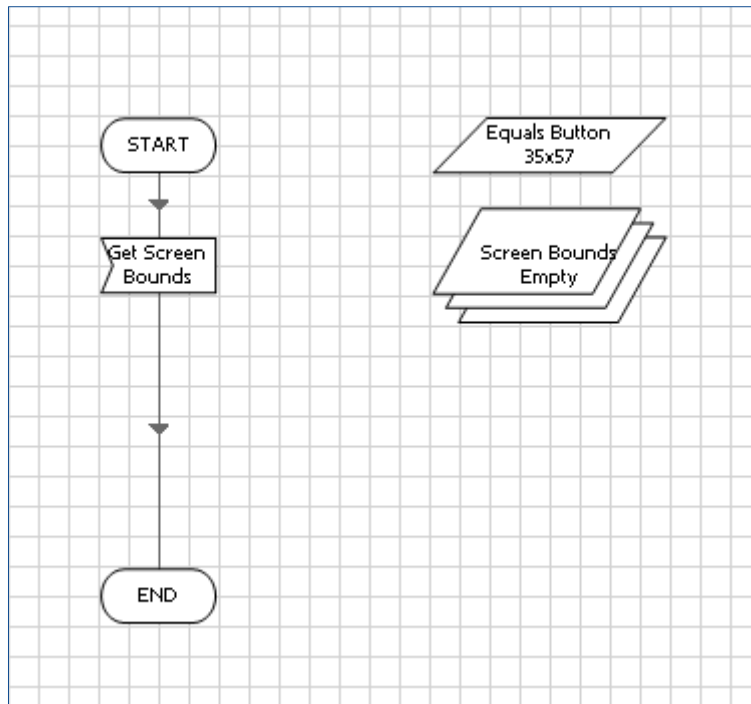 START
Equals Button
35x57
Get Screen
Bounds
Screen Bounds
Empty
END